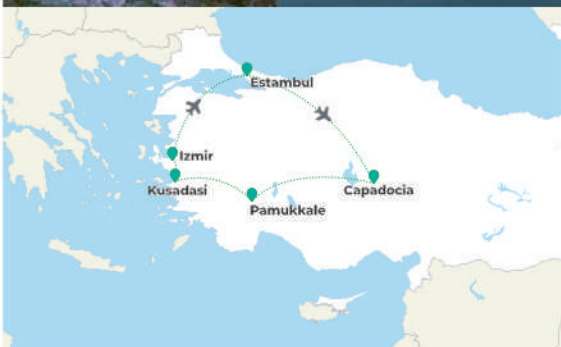 Estambul
Izmir
Kusadasi
Capadocia
Pamukkale